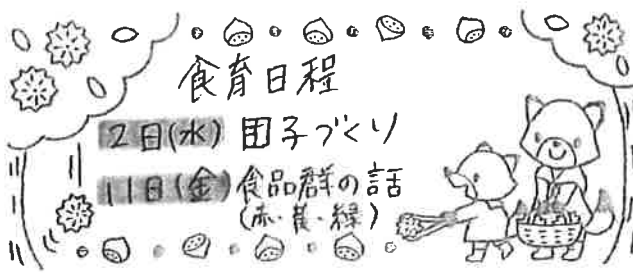 食育日程
2日(水) 団子づくり
11日(金) 食品群の話
(赤・黄・緑)